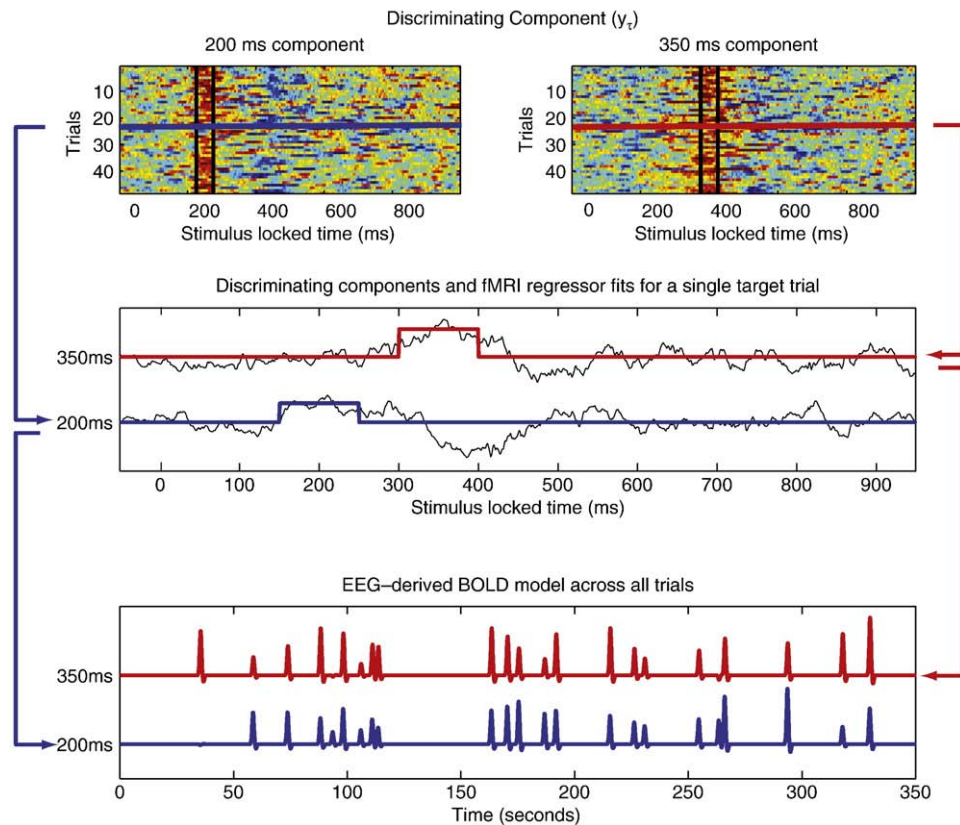 Discriminating Component (yτ)
200 ms component
350 ms component
Trials
10
20
30
40
0 200 400 600 800
Stimulus locked time (ms)
Trials
10
20
30
40
0 200 400 600 800
Stimulus locked time (ms)
Discriminating components and fMRI regressor fits for a single target trial
350ms
200ms
0 100 200 300 400 500 600 700 800 900
Stimulus locked time (ms)
EEG–derived BOLD model across all trials
350ms
200ms
0 50 100 150 200 250 300 350
Time (seconds)